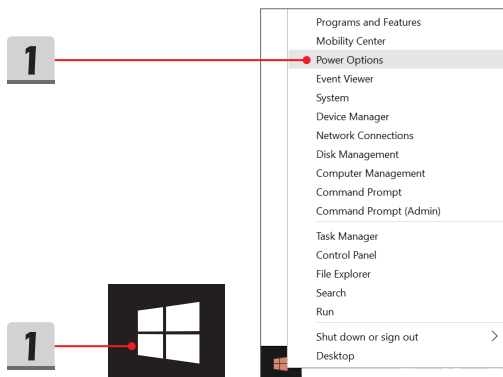 Programs and Features
Mobility Center
1
Power Options
Event Viewer
System
Device Manager
Network Connections
Disk Management
Computer Management
Command Prompt
Command Prompt (Admin)
Task Manager
Control Panel
File Explorer
Search
Run
1
Shut down or sign out
Desktop